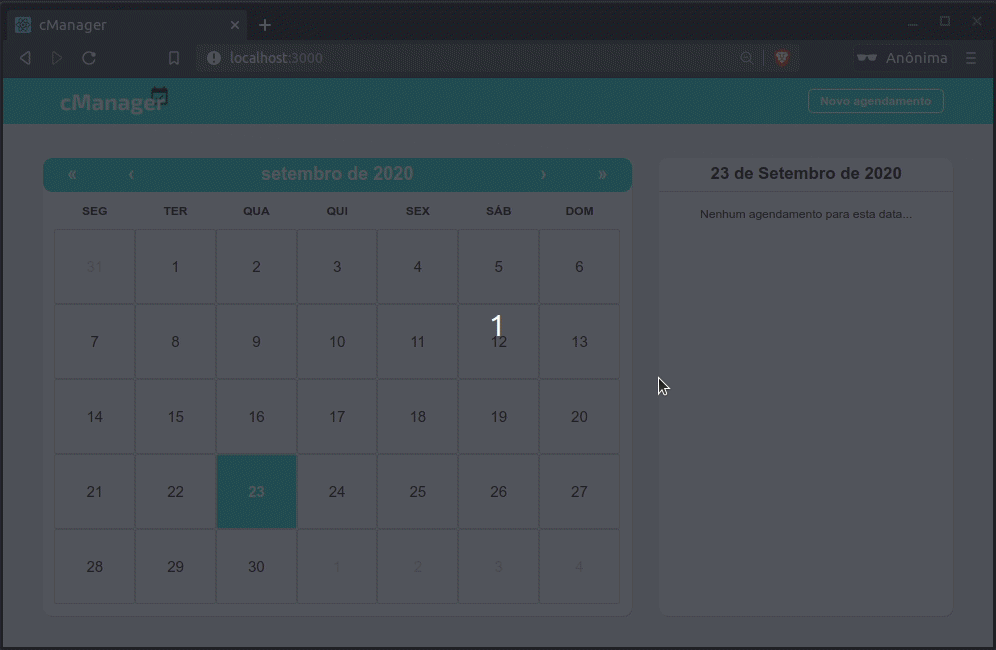 cManager
localhost:3000
Anônima
cManager
Novo agendamento
« ‹ setembro de 2020 › »
SEG TER QUA QUI SEX SÁB DOM
31 1 2 3 4 5 6
7 8 9 10 11 12 13
14 15 16 17 18 19 20
21 22 23 24 25 26 27
28 29 30 1 2 3 4
1
23 de Setembro de 2020
Nenhum agendamento para esta data...